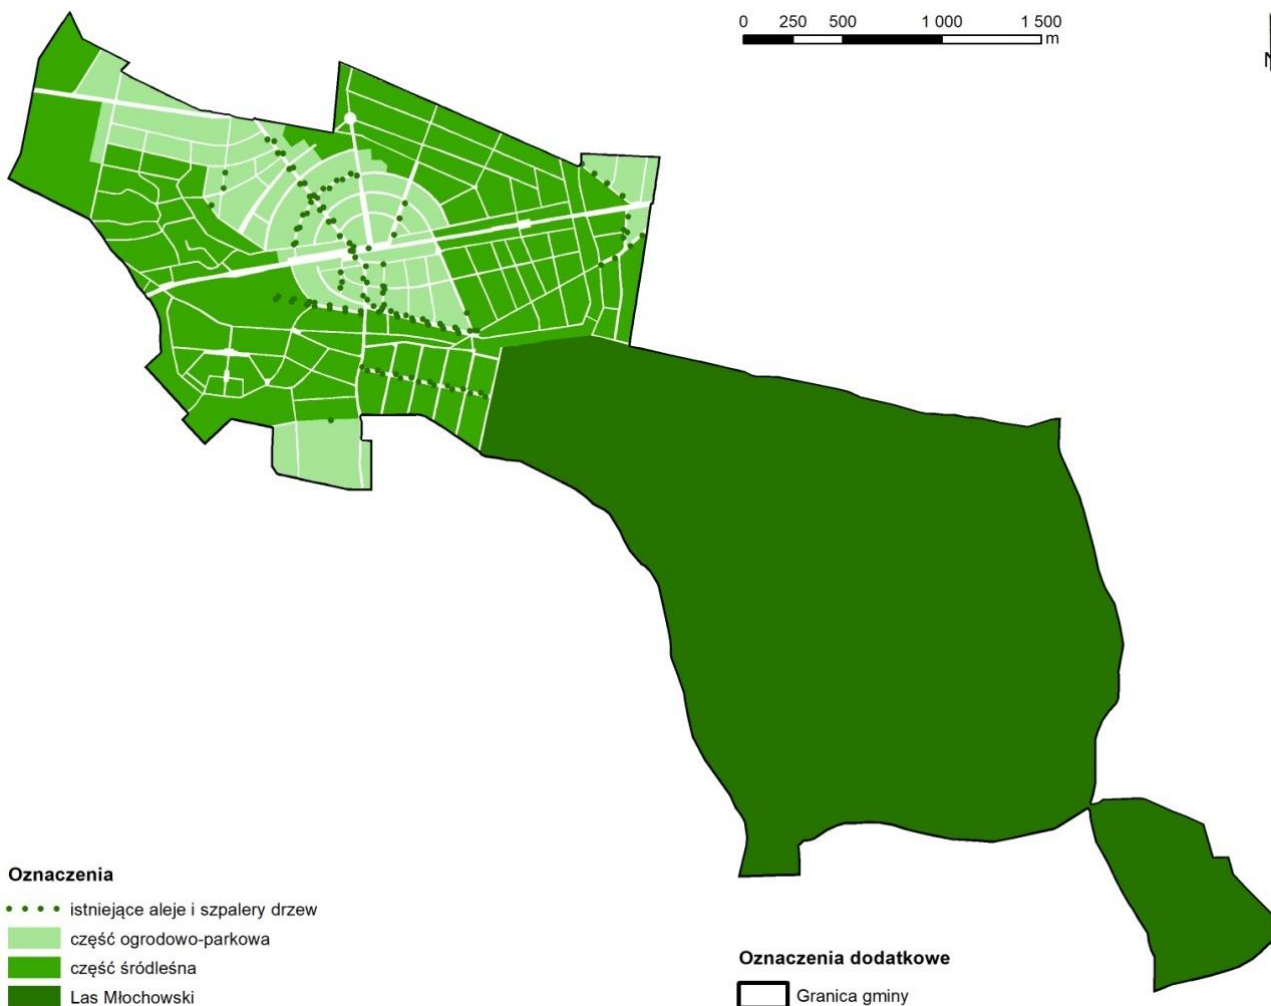 0 250 500 1 000 1 500
m
N
Oznaczenia
istniejące aleje i szpalery drzew
część ogrodowo-parkowa
część śródleśna
Las Młochowski
Oznaczenia dodatkowe
Granica gminy